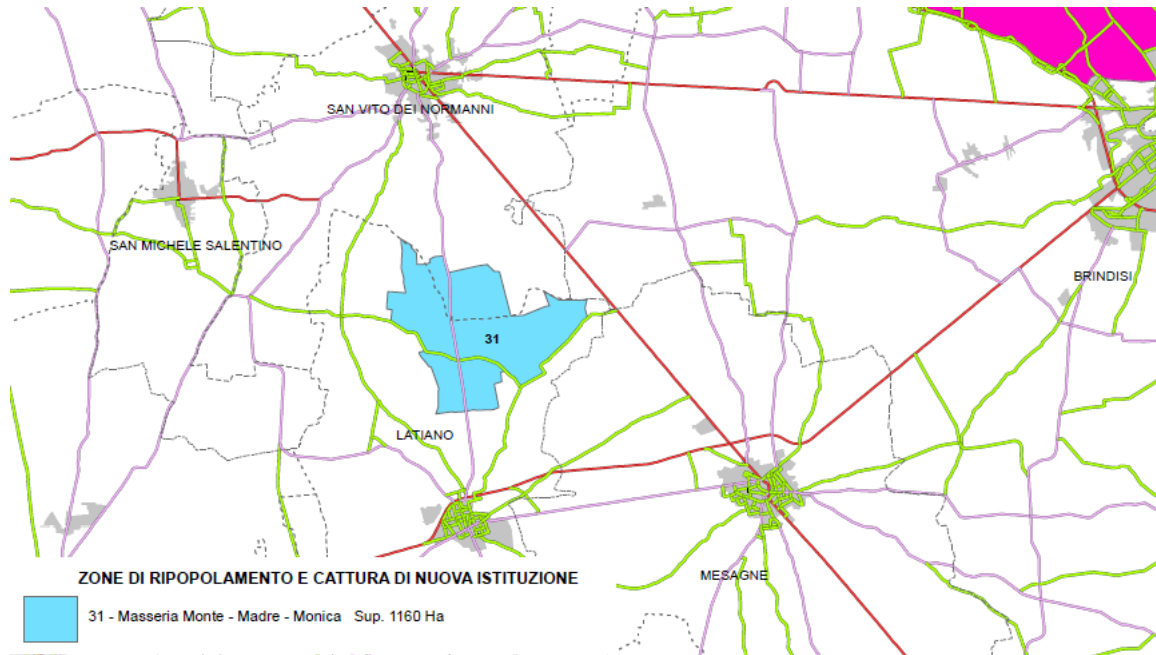 SAN VITO DEI NORMANNI
SAN MICHELE SALENTINO
BRINDISI
31
LATIANO
MESAGNE
ZONE DI RIPOPOLAMENTO E CATTURA DI NUOVA ISTITUZIONE
31 - Masseria Monte - Madre - Monica Sup. 1160 Ha